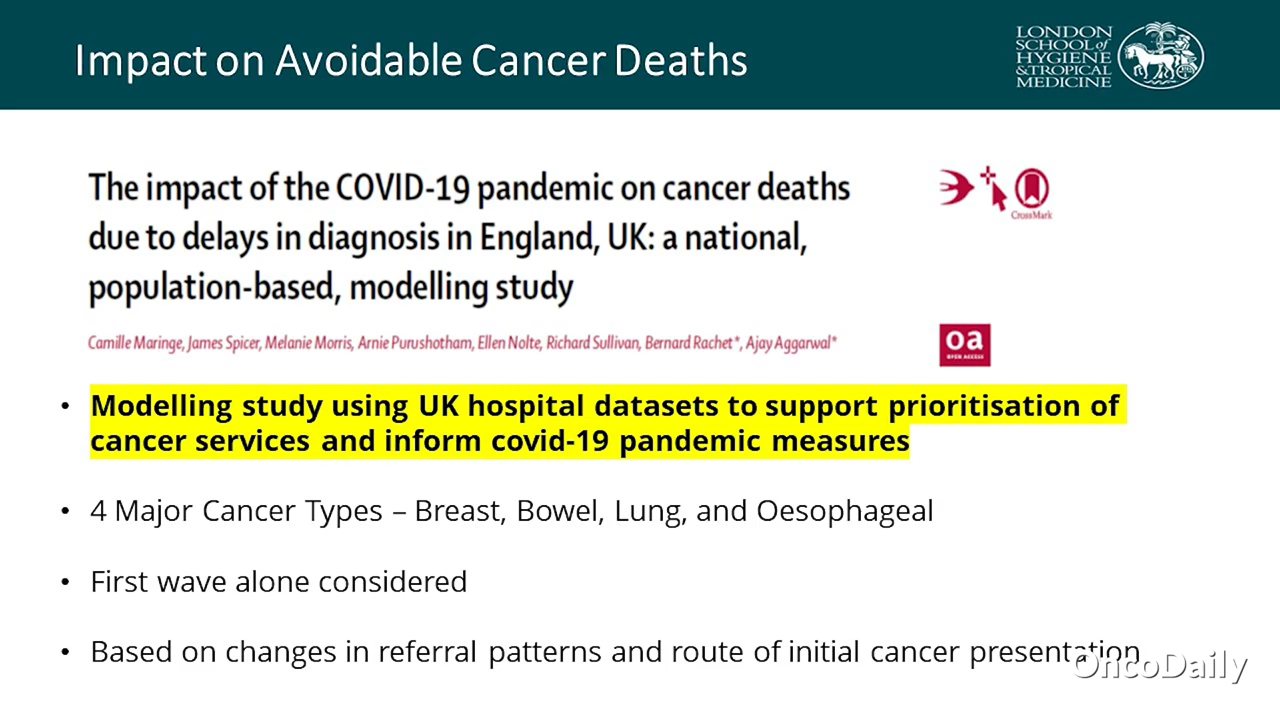 Impact on Avoidable Cancer Deaths
LONDON
SCHOOL of
HYGIENE
& TROPICAL
MEDICINE
The impact of the COVID-19 pandemic on cancer deaths
due to delays in diagnosis in England, UK: a national,
population-based, modelling study
CrossMark
Camille Maringe, James Spicer, Melanie Morris, Arnie Purushotham, Ellen Nolte, Richard Sullivan, Bernard Rachet*, Ajay Aggarwal*
oa
OPEN ACCESS
• Modelling study using UK hospital datasets to support prioritisation of
cancer services and inform covid-19 pandemic measures
• 4 Major Cancer Types – Breast, Bowel, Lung, and Oesophageal
• First wave alone considered
• Based on changes in referral patterns and route of initial cancer presentation
OncoDaily